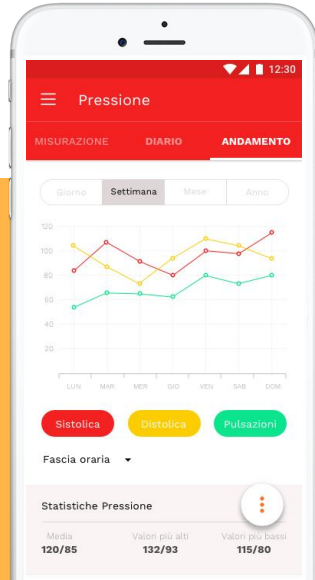 12:30
Pressione
MISURAZIONE DIARIO ANDAMENTO
Giorno Settimana Mese Anno
120
100
80
60
40
20
LUN MAR MER GIO VEN SAB DOM
Sistolica Distolica Pulsazioni
Fascia oraria
Statistiche Pressione
Media Valori più alti Valori più bassi
120/85 132/93 115/80